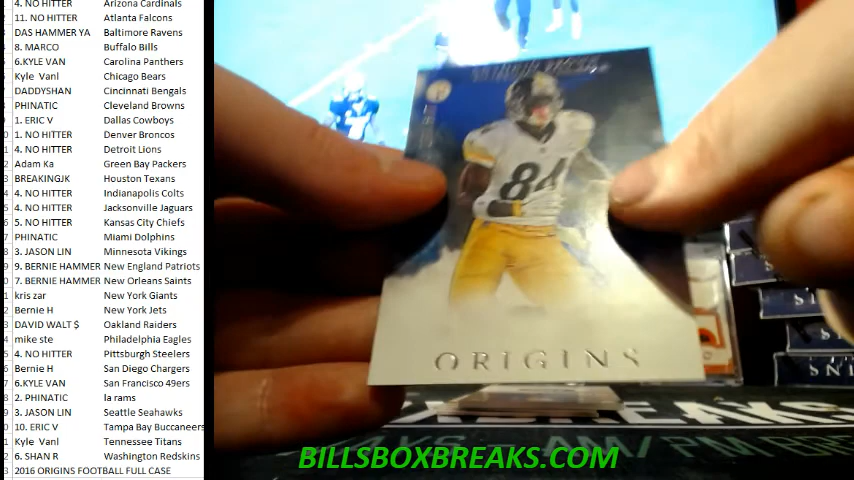 4. NO HITTER Arizona Cardinals
11. NO HITTER Atlanta Falcons
DAS HAMMER YA Baltimore Ravens
8. MARCO Buffalo Bills
6.KYLE VAN Carolina Panthers
Kyle Vanl Chicago Bears
DADDYSHAN Cincinnati Bengals
PHINATIC Cleveland Browns
1. ERIC V Dallas Cowboys
1. NO HITTER Denver Broncos
4. NO HITTER Detroit Lions
Adam Ka Green Bay Packers
BREAKINGJK Houston Texans
4. NO HITTER Indianapolis Colts
4. NO HITTER Jacksonville Jaguars
5. NO HITTER Kansas City Chiefs
PHINATIC Miami Dolphins
3. JASON LIN Minnesota Vikings
9. BERNIE HAMMER New England Patriots
7. BERNIE HAMMER New Orleans Saints
kris zar New York Giants
Bernie H New York Jets
DAVID WALT $ Oakland Raiders
mike ste Philadelphia Eagles
4. NO HITTER Pittsburgh Steelers
Bernie H San Diego Chargers
6.KYLE VAN San Francisco 49ers
2. PHINATIC la rams
3. JASON LIN Seattle Seahawks
10. ERIC V Tampa Bay Buccaneers
Kyle Vanl Tennessee Titans
6. SHAN R Washington Redskins
2016 ORIGINS FOOTBALL FULL CASE
84
ORIGINS
BILLSBOXBREAKS.COM